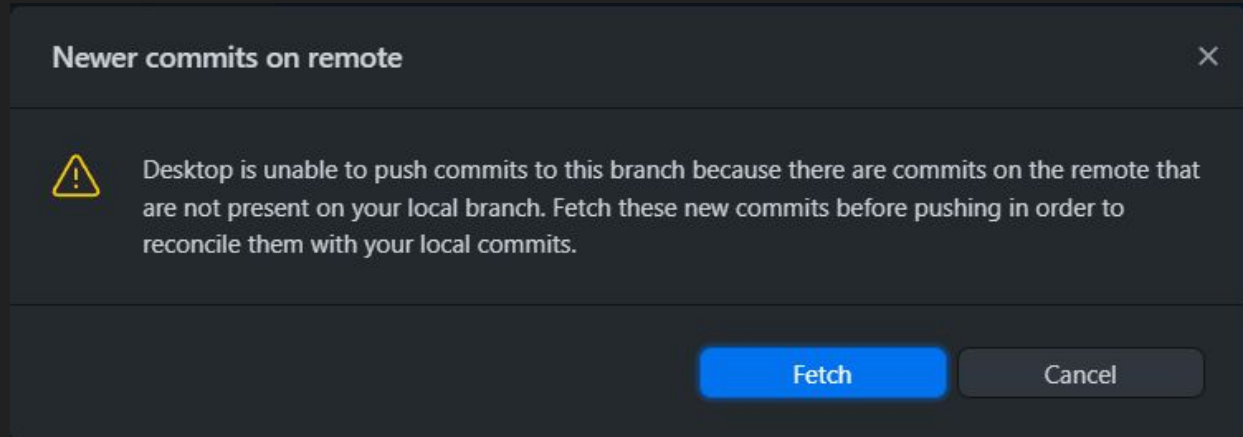 Newer commits on remote
Desktop is unable to push commits to this branch because there are commits on the remote that
are not present on your local branch. Fetch these new commits before pushing in order to
reconcile them with your local commits.
Fetch Cancel